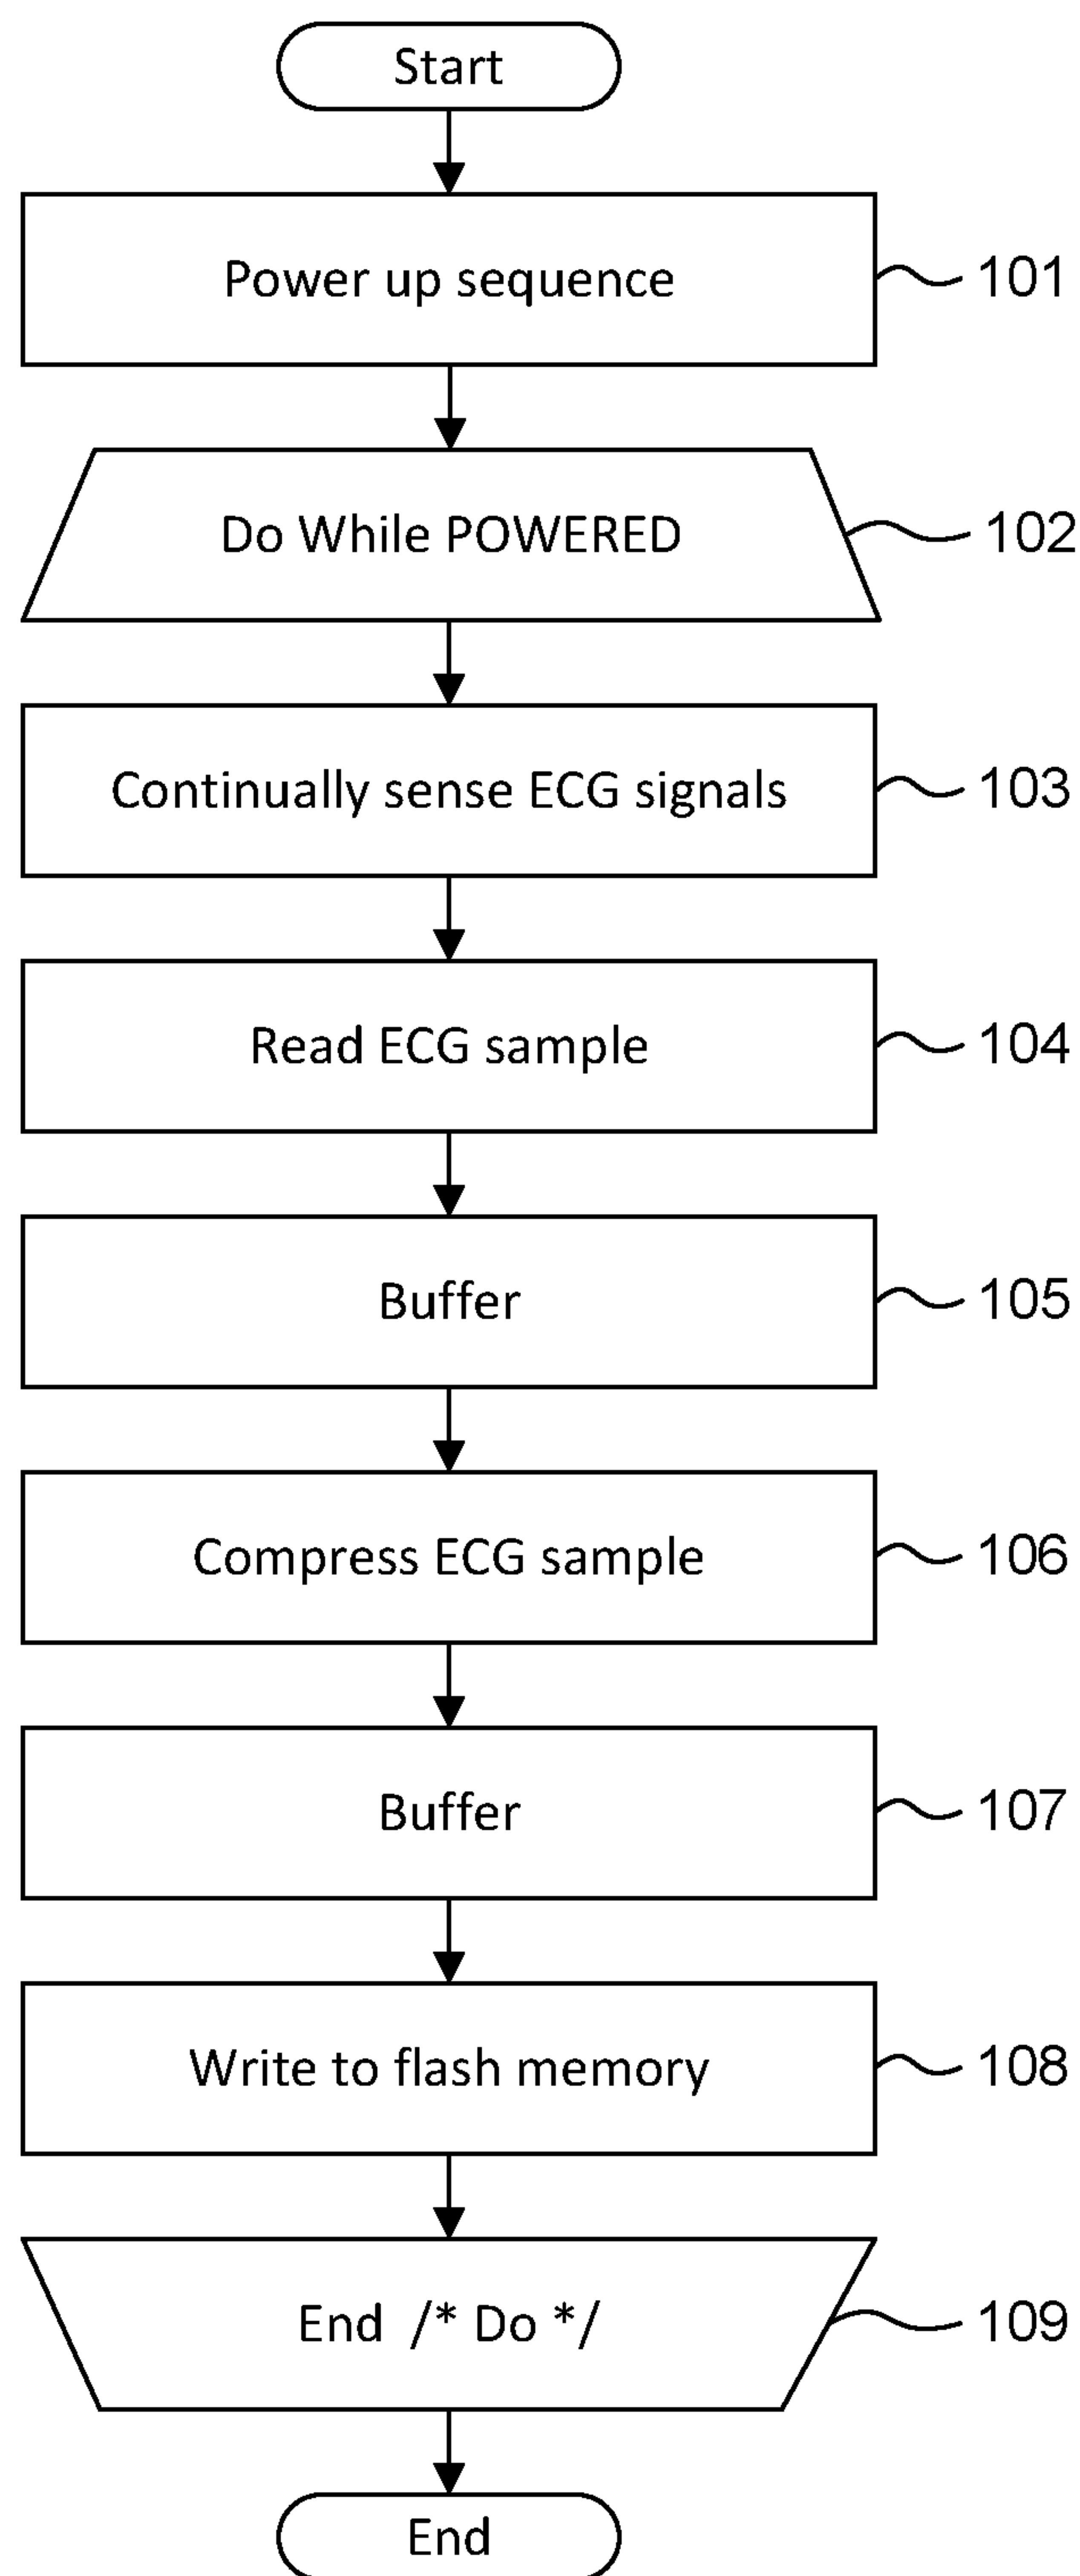 Start
Power up sequence 101
Do While POWERED 102
Continually sense ECG signals 103
Read ECG sample 104
Buffer 105
Compress ECG sample 106
Buffer 107
Write to flash memory 108
End /* Do */ 109
End